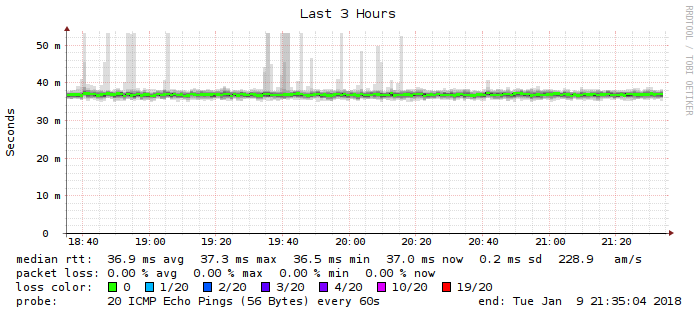 Last 3 Hours
RRDTOOL / TOBI OETIKER
Seconds
50 m
40 m
30 m
20 m
10 m
0
18:40 19:00 19:20 19:40 20:00 20:20 20:40 21:00 21:20
median rtt: 36.9 ms avg 37.3 ms max 36.5 ms min 37.0 ms now 0.2 ms sd 228.9 am/s
packet loss: 0.00 % avg 0.00 % max 0.00 % min 0.00 % now
loss color: 0 1/20 2/20 3/20 4/20 10/20 19/20
probe: 20 ICMP Echo Pings (56 Bytes) every 60s end: Tue Jan 9 21:35:04 2018